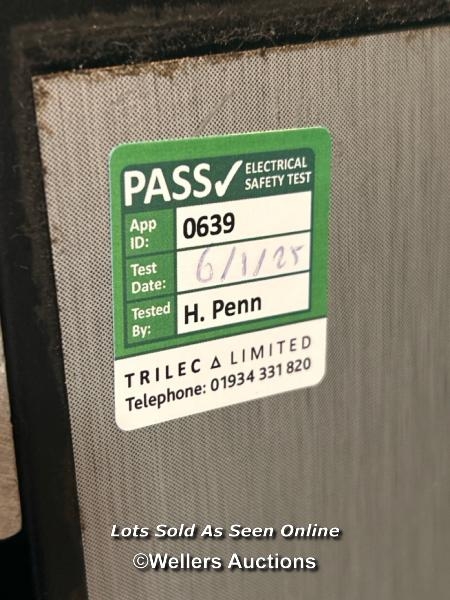 PASS✓ ELECTRICAL SAFETY TEST
App ID: 0639
Test Date: 6/1/25
Tested By: H. Penn
TRILEC Δ LIMITED
Telephone: 01934 331 820
Lots Sold As Seen Online
©Wellers Auctions